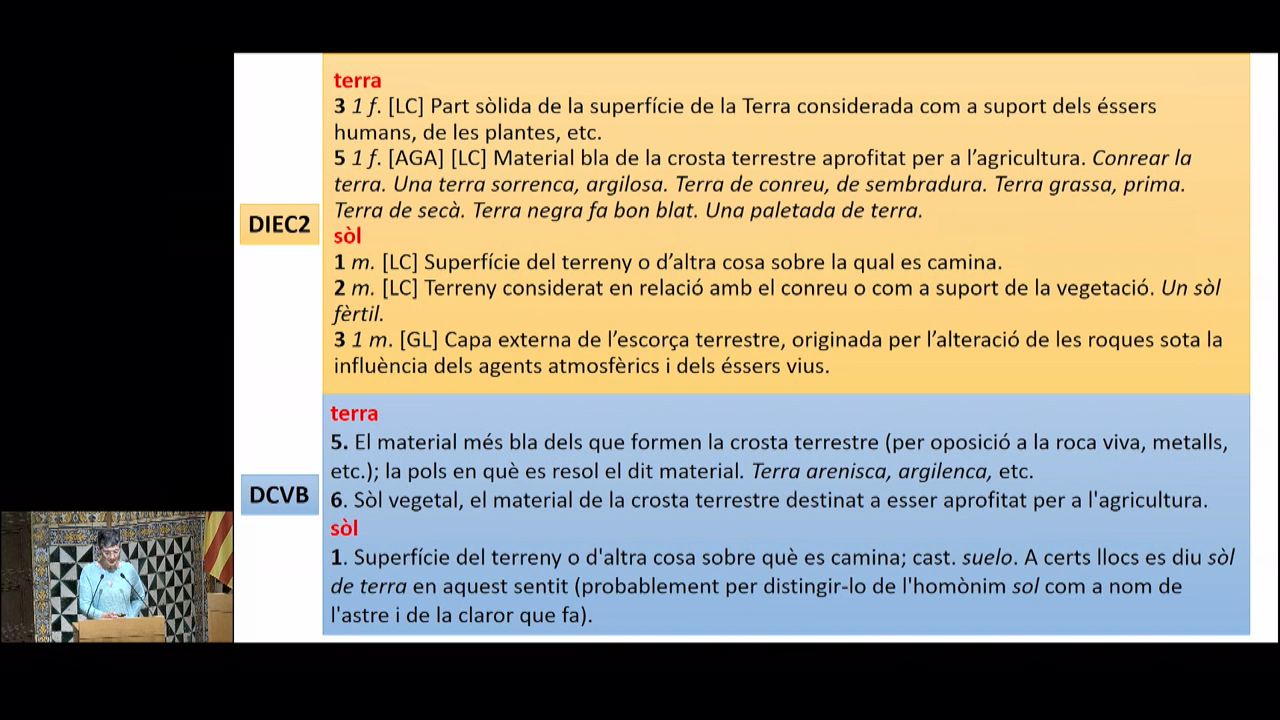 terra
3 1 f. [LC] Part sòlida de la superfície de la Terra considerada com a suport dels éssers
humans, de les plantes, etc.
5 1 f. [AGA] [LC] Material bla de la crosta terrestre aprofitat per a l’agricultura. Conrear la
terra. Una terra sorrenca, argilosa. Terra de conreu, de sembradura. Terra grassa, prima.
Terra de secà. Terra negra fa bon blat. Una paletada de terra.
DIEC2
sòl
1 m. [LC] Superfície del terreny o d’altra cosa sobre la qual es camina.
2 m. [LC] Terreny considerat en relació amb el conreu o com a suport de la vegetació. Un sòl
fèrtil.
3 1 m. [GL] Capa externa de l’escorça terrestre, originada per l’alteració de les roques sota la
influència dels agents atmosfèrics i dels éssers vius.
terra
5. El material més bla dels que formen la crosta terrestre (per oposició a la roca viva, metalls,
etc.); la pols en què es resol el dit material. Terra arenisca, argilenca, etc.
DCVB
6. Sòl vegetal, el material de la crosta terrestre destinat a esser aprofitat per a l'agricultura.
sòl
1. Superfície del terreny o d'altra cosa sobre què es camina; cast. suelo. A certs llocs es diu sòl
de terra en aquest sentit (probablement per distingir-lo de l'homònim sol com a nom de
l'astre i de la claror que fa).